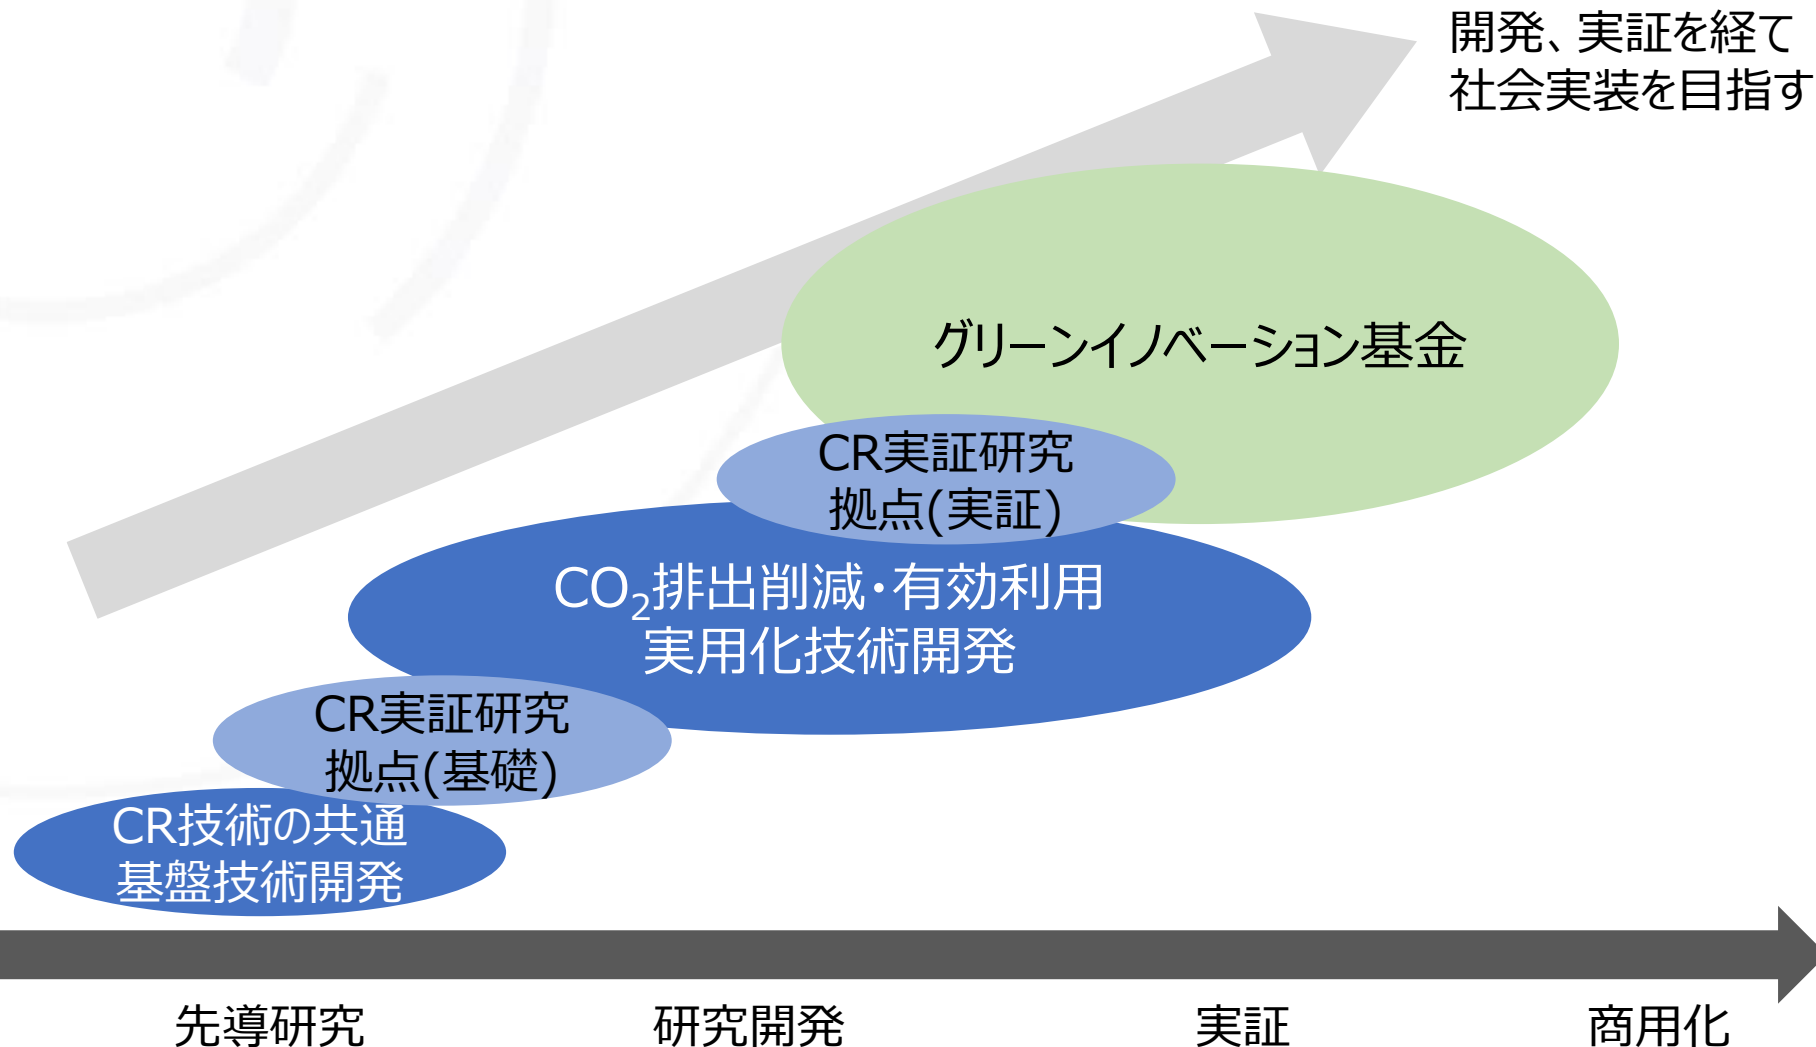 開発、実証を経て
社会実装を目指す
グリーンイノベーション基金
CR実証研究
拠点(実証)
CO₂排出削減・有効利用
実用化技術開発
CR実証研究
拠点(基礎)
CR技術の共通
基盤技術開発
先導研究 研究開発 実証 商用化